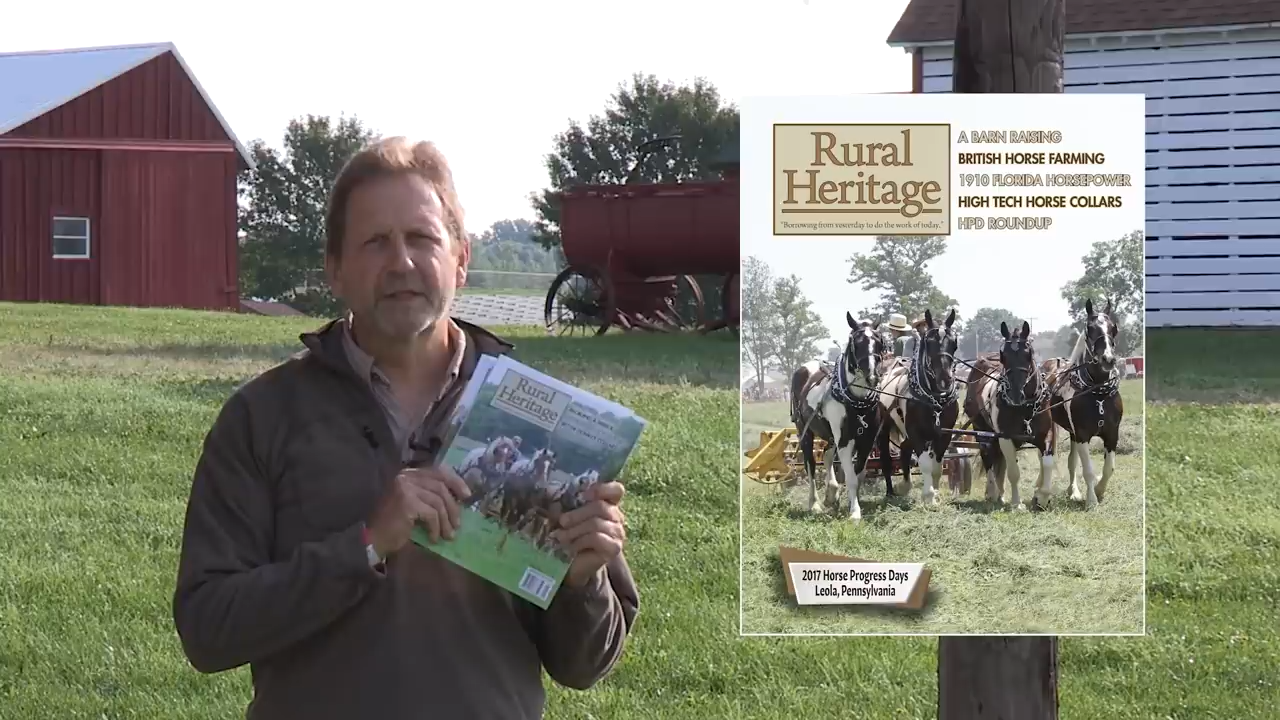 Rural
Heritage
"Borrowing from yesterday to do the work of today."
A BARN RAISING
BRITISH HORSE FARMING
1910 FLORIDA HORSEPOWER
HIGH TECH HORSE COLLARS
HPD ROUNDUP
2017 Horse Progress Days
Leola, Pennsylvania
Rural
Heritage